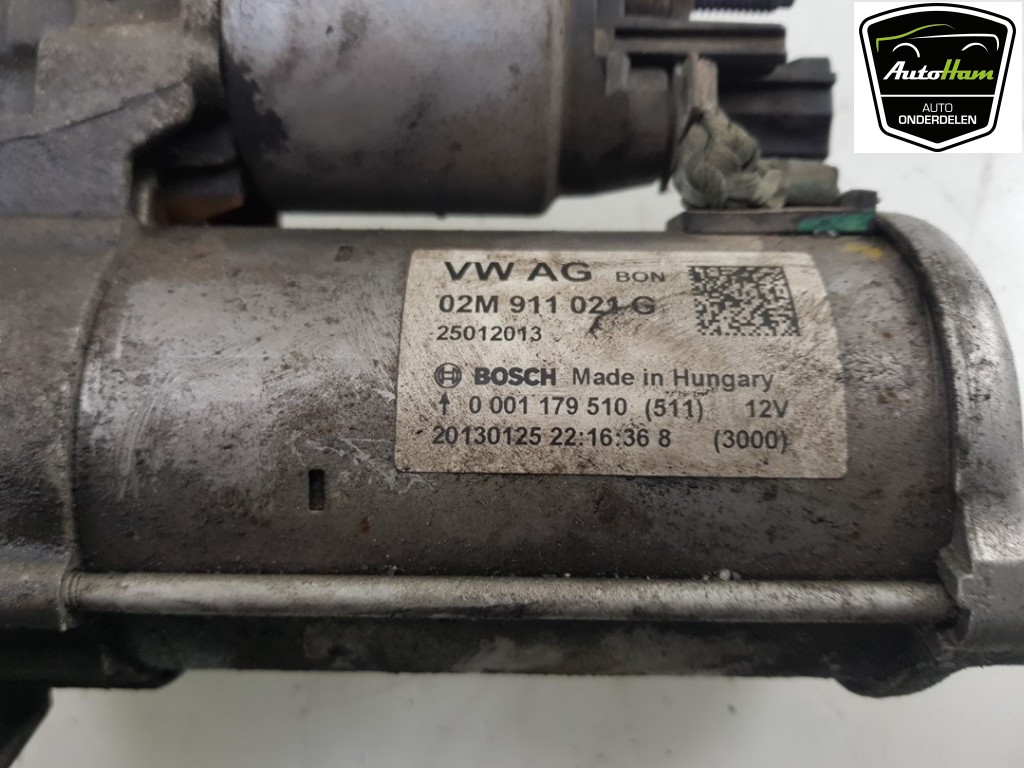 AutoHam
AUTO
ONDERDELEN
VW AG BON
02M 911 021 G
25012013
BOSCH Made in Hungary
↑ 0 001 179 510 (511) 12V
20130125 22:16:36 8 (3000)